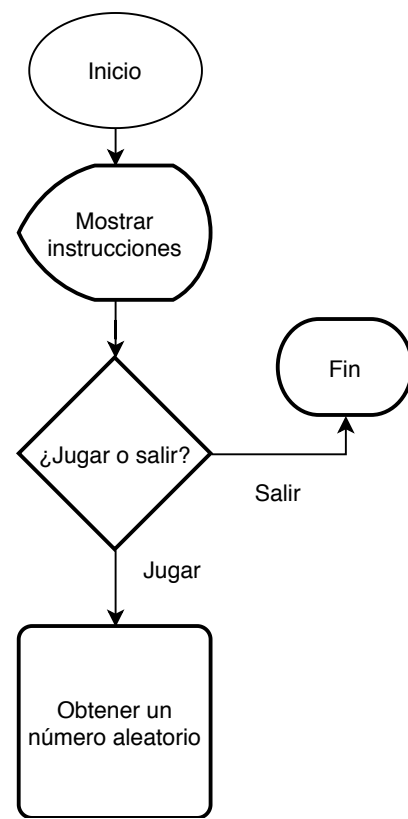 Inicio
Mostrar
instrucciones
Fin
¿Jugar o salir?
Salir
Jugar
Obtener un
número aleatorio